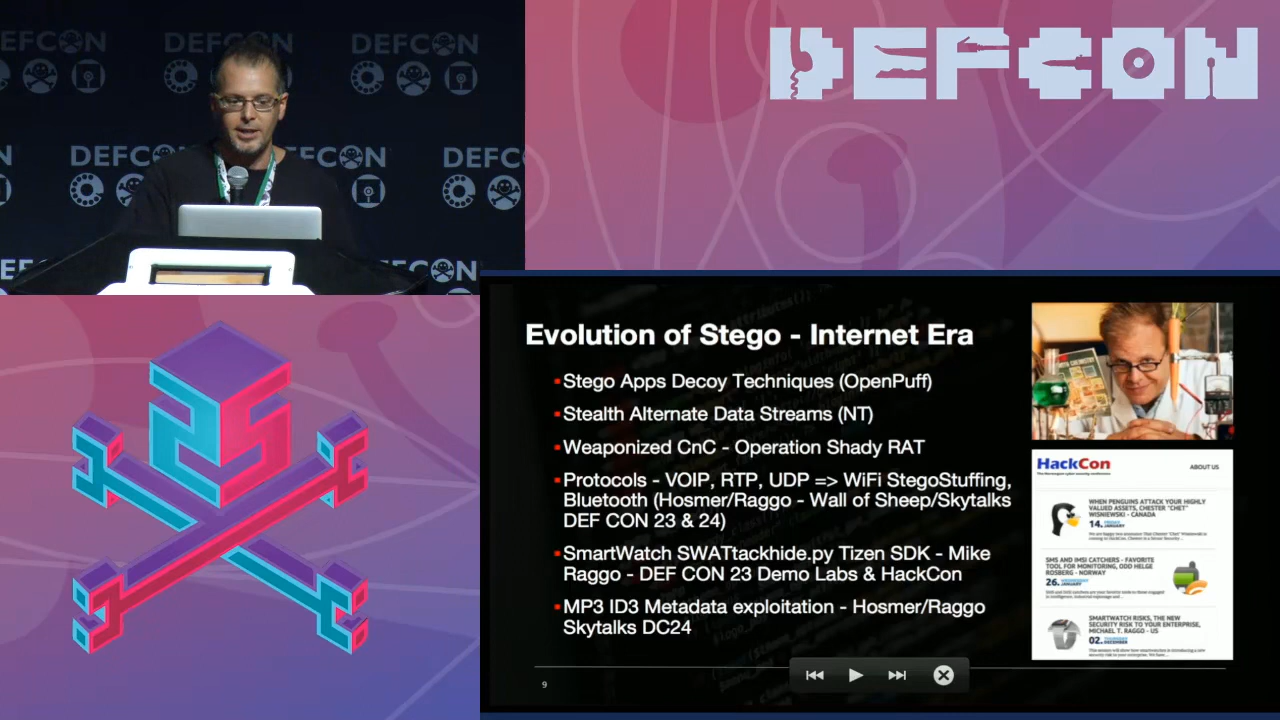 DEFCON
DEFCON
DEFCON
DEFCON
DEFCON
DEFCON
Evolution of Stego - Internet Era
▪Stego Apps Decoy Techniques (OpenPuff)
▪Stealth Alternate Data Streams (NT)
▪Weaponized CnC - Operation Shady RAT
▪Protocols - VOIP, RTP, UDP => WiFi StegoStuffing,
Bluetooth (Hosmer/Raggo - Wall of Sheep/Skytalks
DEF CON 23 & 24)
▪SmartWatch SWATtackhide.py Tizen SDK - Mike
Raggo - DEF CON 23 Demo Labs & HackCon
▪MP3 ID3 Metadata exploitation - Hosmer/Raggo
Skytalks DC24
9
HackCon
ABOUT US
WHEN PENGUINS ATTACK YOUR HIGHLY
VALUED ASSETS, CHESTER "CHET"
WISNIEWSKI - CANADA
14. JANUARY
SMS AND IMSI CATCHERS - FAVORITE
TOOL FOR MONITORING, ODD HELGE
ROSBERG - NORWAY
26. JANUARY
SMARTWATCH RISKS, THE NEW
SECURITY RISK TO YOUR ENTERPRISE,
MICHAEL T. RAGGO - US
02. DECEMBER